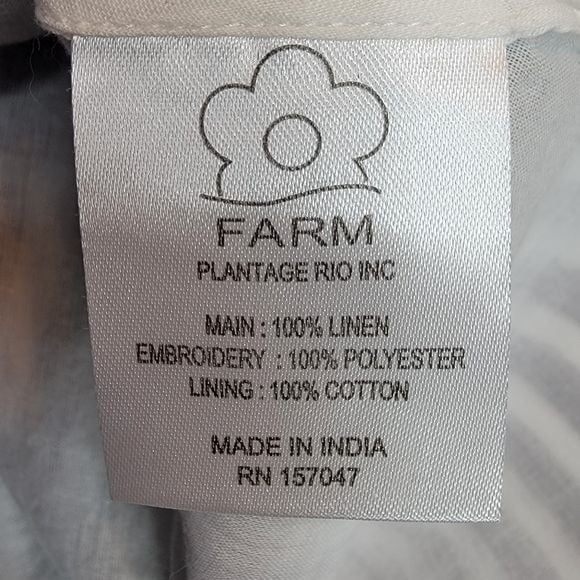 FARM
PLANTAGE RIO INC
MAIN : 100% LINEN
EMBROIDERY : 100% POLYESTER
LINING : 100% COTTON
MADE IN INDIA
RN 157047